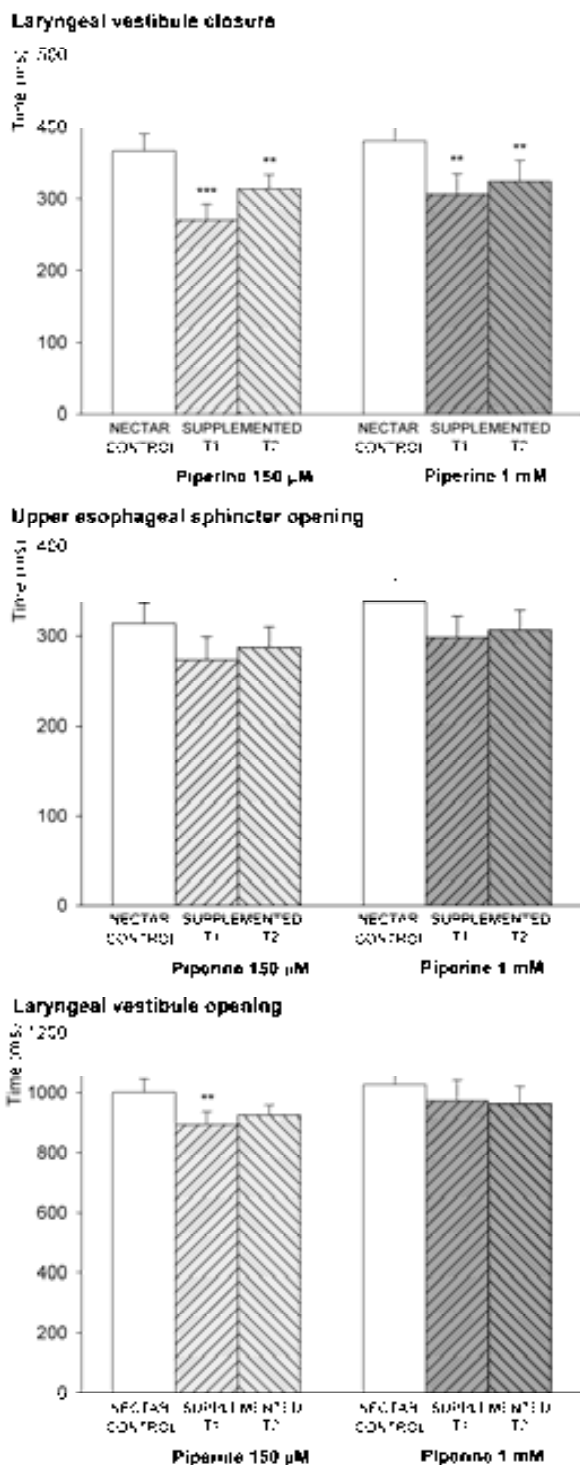 Laryngeal vestibule closure
Time (ms)
500
400
300
200
100
0
*** ** ** **
NECTAR SUPPLEMENTED NECTAR SUPPLEMENTED
CONTROL T1 T2 CONTROL T1 T2
Piperine 150 µM Piperine 1 mM
Upper esophageal sphincter opening
Time (ms)
400
300
200
100
0
NECTAR SUPPLEMENTED NECTAR SUPPLEMENTED
CONTROL T1 T2 CONTROL T1 T2
Piperine 150 µM Piperine 1 mM
Laryngeal vestibule opening
Time (ms)
1200
1000
800
600
400
200
0
**
NECTAR SUPPLEMENTED NECTAR SUPPLEMENTED
CONTROL T1 T2 CONTROL T1 T2
Piperine 150 µM Piperine 1 mM